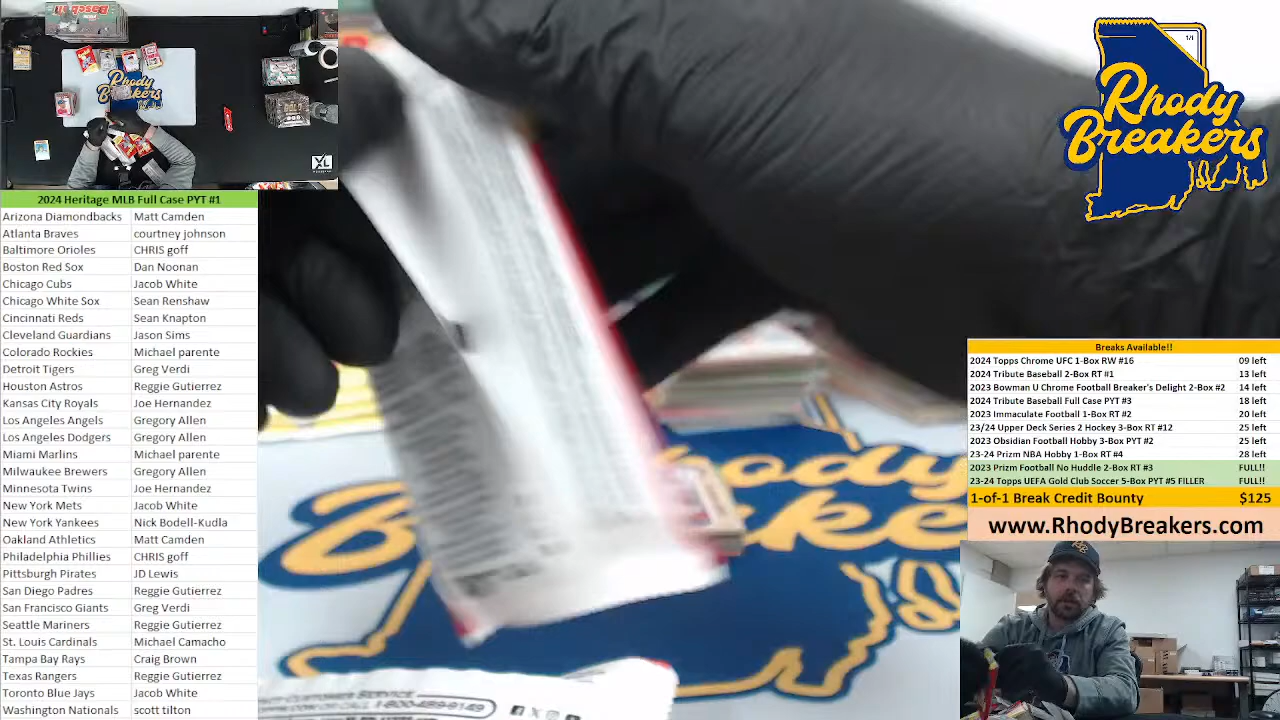 2024 Heritage MLB Full Case PYT #1
Arizona Diamondbacks Matt Camden
Atlanta Braves courtney johnson
Baltimore Orioles CHRIS goff
Boston Red Sox Dan Noonan
Chicago Cubs Jacob White
Chicago White Sox Sean Renshaw
Cincinnati Reds Sean Knapton
Cleveland Guardians Jason Sims
Colorado Rockies Michael parente
Detroit Tigers Greg Verdi
Houston Astros Reggie Gutierrez
Kansas City Royals Joe Hernandez
Los Angeles Angels Gregory Allen
Los Angeles Dodgers Gregory Allen
Miami Marlins Michael parente
Milwaukee Brewers Gregory Allen
Minnesota Twins Joe Hernandez
New York Mets Jacob White
New York Yankees Nick Bodell-Kudla
Oakland Athletics Matt Camden
Philadelphia Phillies CHRIS goff
Pittsburgh Pirates JD Lewis
San Diego Padres Reggie Gutierrez
San Francisco Giants Greg Verdi
Seattle Mariners Reggie Gutierrez
St. Louis Cardinals Michael Camacho
Tampa Bay Rays Craig Brown
Texas Rangers Reggie Gutierrez
Toronto Blue Jays Jacob White
Washington Nationals scott tilton
Rhody
Breakers
XL
CUSTOMER SERVICE
OR CALL 1-800-489-9149
1/1
Rhody
Breakers
Breaks Available!!
2024 Topps Chrome UFC 1-Box RW #16 09 left
2024 Tribute Baseball 2-Box RT #1 13 left
2023 Bowman U Chrome Football Breaker's Delight 2-Box #2 14 left
2024 Tribute Baseball Full Case PYT #3 18 left
2023 Immaculate Football 1-Box RT #2 20 left
23/24 Upper Deck Series 2 Hockey 3-Box RT #12 25 left
2023 Obsidian Football Hobby 3-Box PYT #2 25 left
23-24 Prizm NBA Hobby 1-Box RT #4 28 left
2023 Prizm Football No Huddle 2-Box RT #3 FULL!!
23-24 Topps UEFA Gold Club Soccer 5-Box PYT #5 FILLER FULL!!
1-of-1 Break Credit Bounty $125
www.RhodyBreakers.com